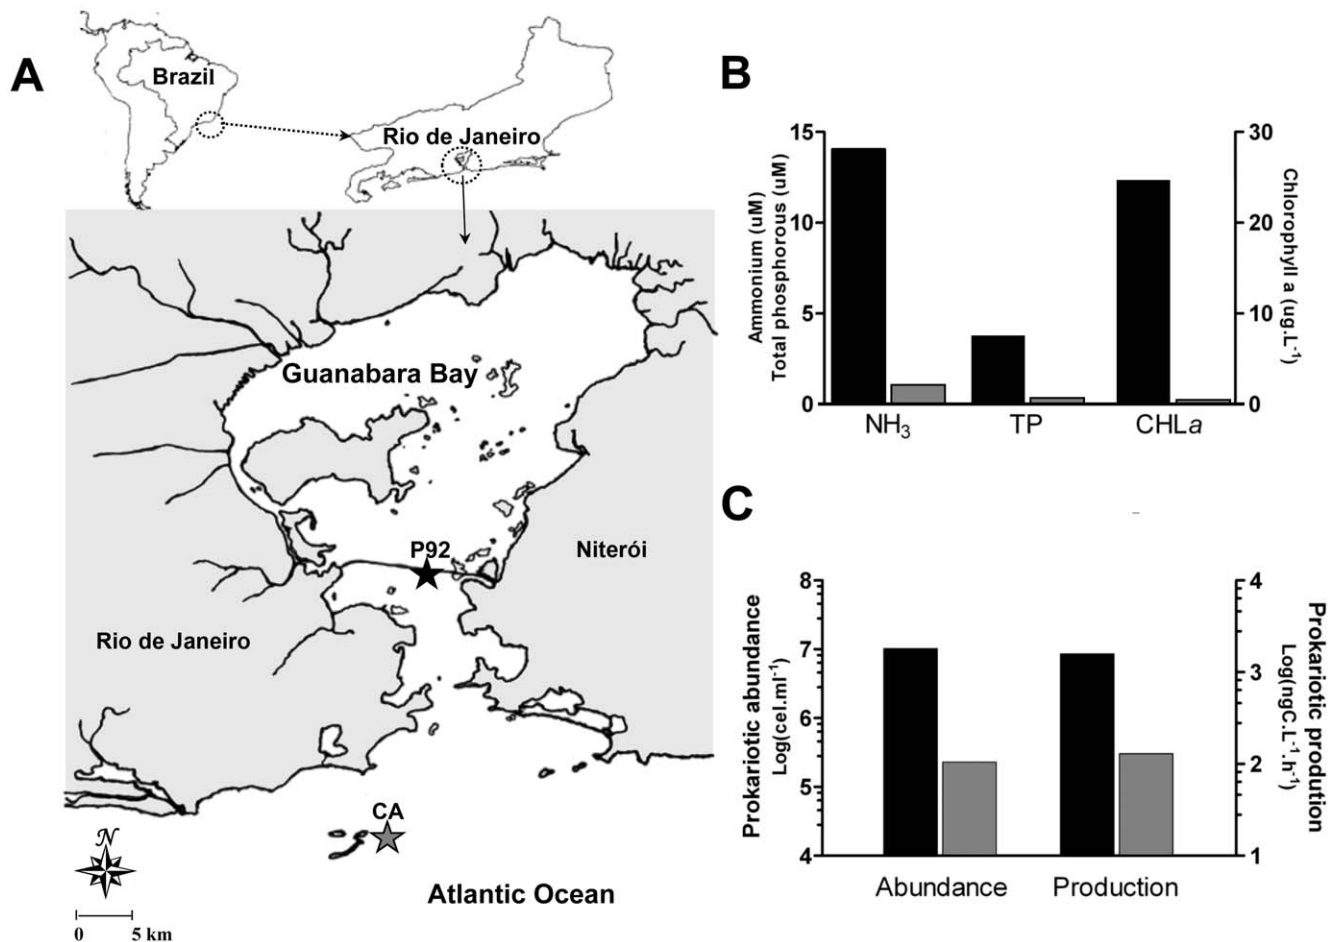 A
Brazil
Rio de Janeiro
Guanabara Bay
P92
Niterói
Rio de Janeiro
CA
N
Atlantic Ocean
0 5 km
B
Ammonium (uM)
Total phosphorous (uM)
15
10
5
0
30
20
10
0
Chlorophyll a (ug.L-1)
NH3 TP CHLa
C
Prokariotic abundance
Log(cel.ml-1)
8
7
6
5
4
4
3
2
1
Prokariotic prodution
Log(ngC.L-1.h-1)
Abundance Production